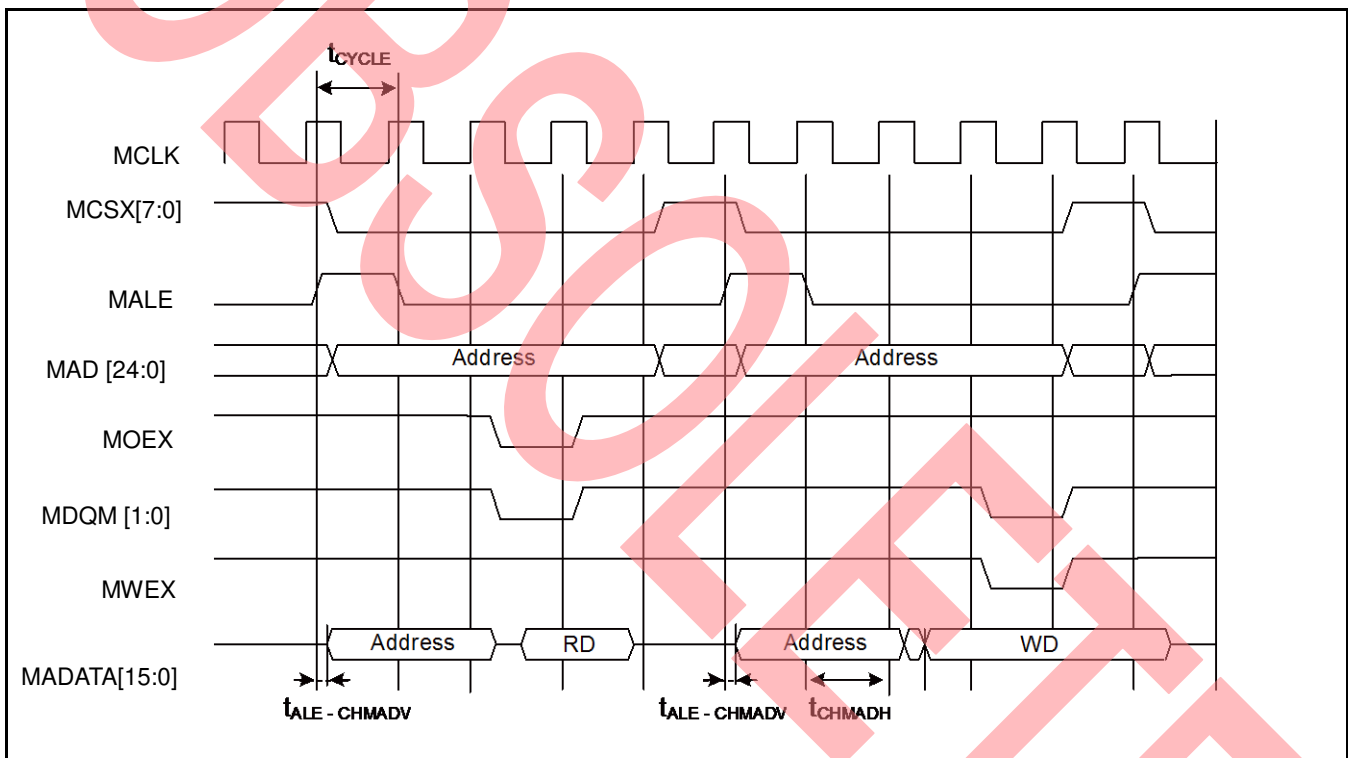 tCYCLE
MCLK
MCSX[7:0]
MALE
MAD [24:0]
Address
Address
MOEX
MDQM [1:0]
MWEX
MADATA[15:0]
Address
RD
Address
WD
tALE - CHMADV
tALE - CHMADV
tCHMADH
OBSOLETE